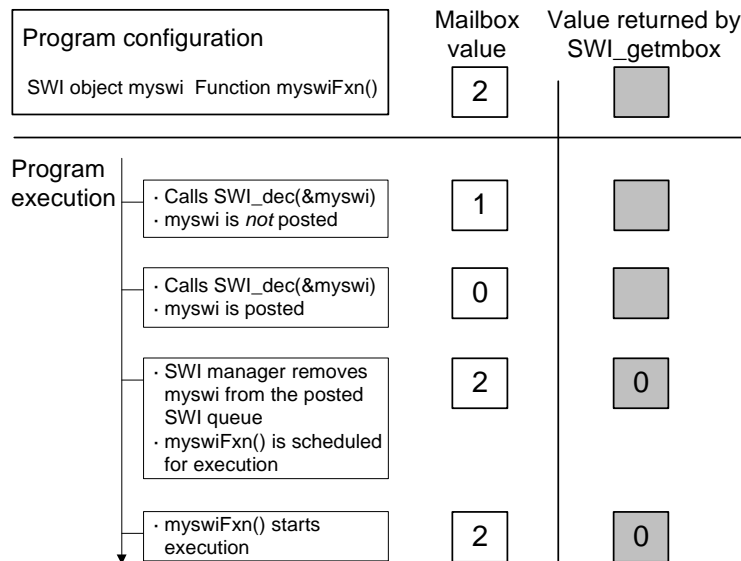 Program configuration
SWI object myswi Function myswiFxn()
Mailbox
value
Value returned by
SWI_getmbox
2
Program
execution
· Calls SWI_dec(&myswi)
· myswi is not posted
1
· Calls SWI_dec(&myswi)
· myswi is posted
0
· SWI manager removes
myswi from the posted
SWI queue
· myswiFxn() is scheduled
for execution
2
0
· myswiFxn() starts
execution
2
0